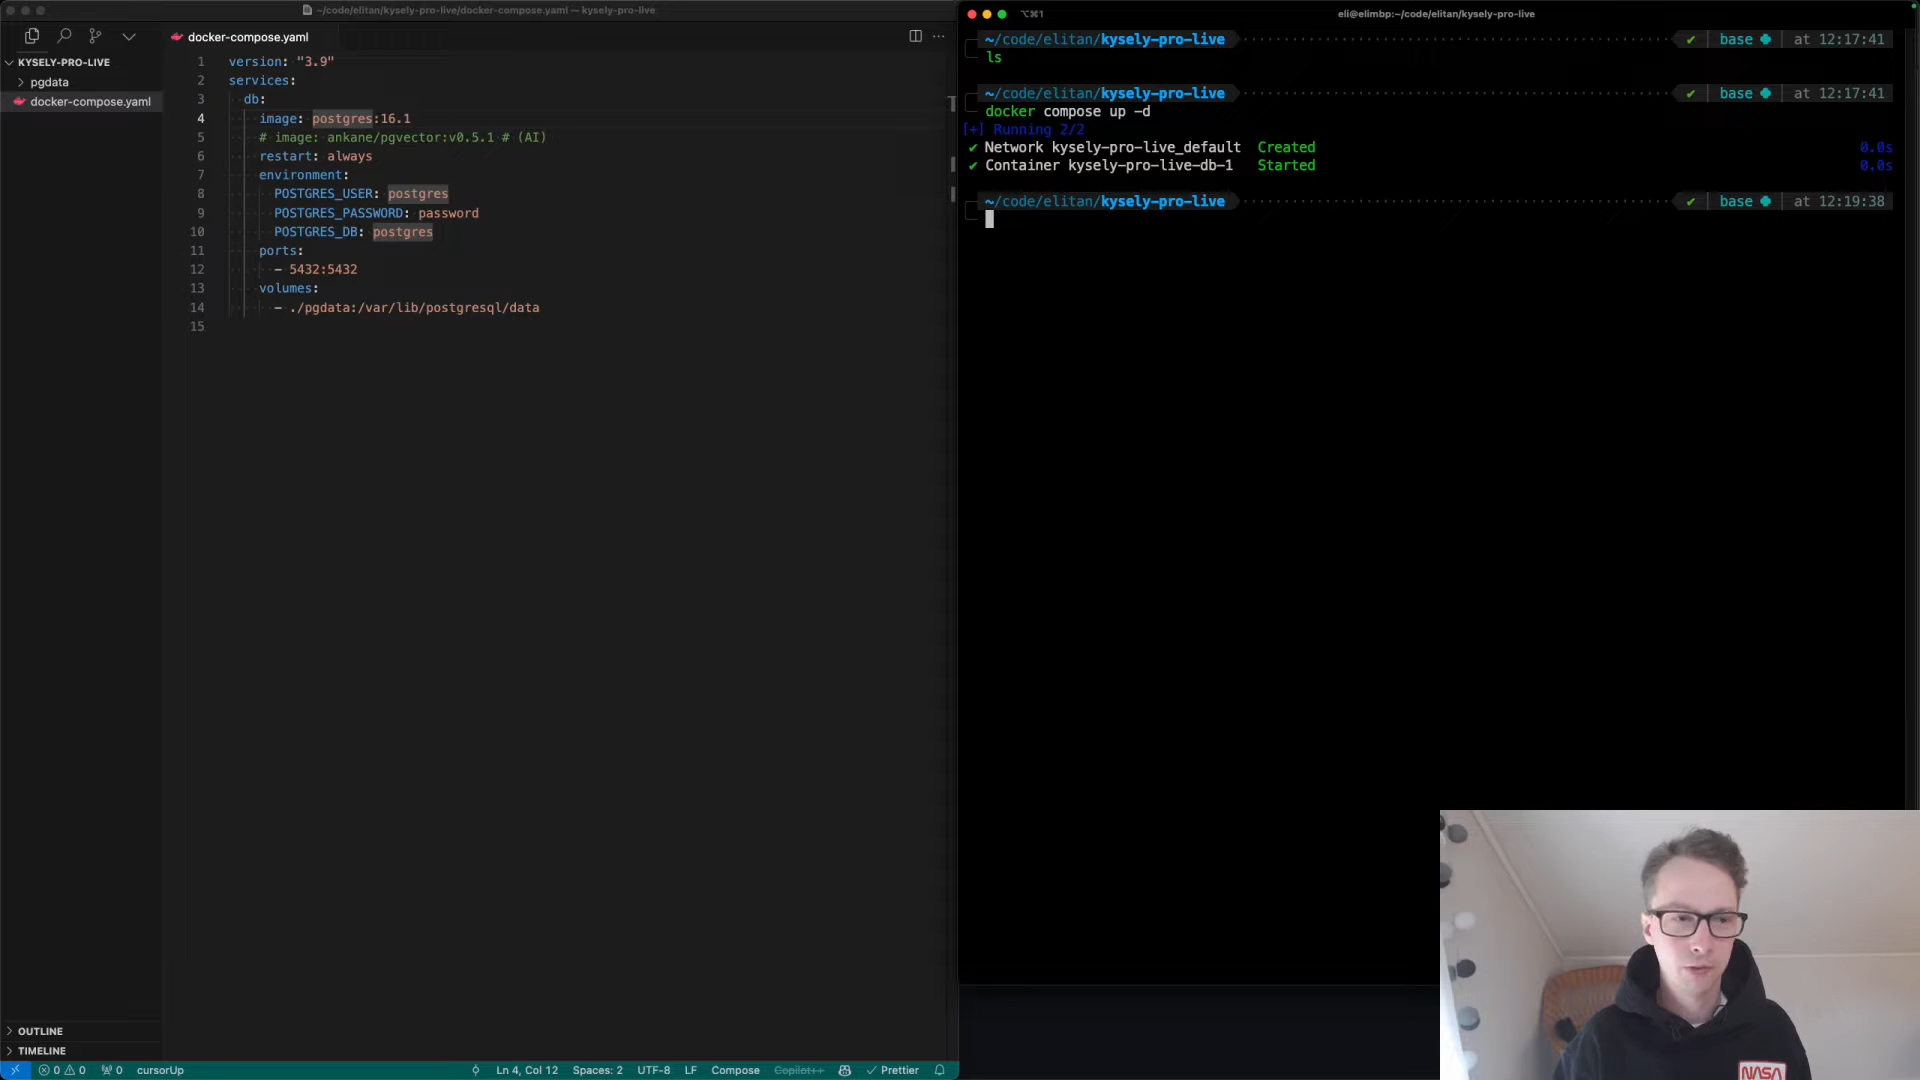 ~/code/elitan/kysely-pro-live/docker-compose.yaml — kysely-pro-live
KYSELY-PRO-LIVE
pgdata
docker-compose.yaml
OUTLINE
TIMELINE
docker-compose.yaml
1 version: "3.9"
2 services:
3 db:
4 image: postgres:16.1
5 # image: ankane/pgvector:v0.5.1 # (AI)
6 restart: always
7 environment:
8 POSTGRES_USER: postgres
9 POSTGRES_PASSWORD: password
10 POSTGRES_DB: postgres
11 ports:
12 - 5432:5432
13 volumes:
14 - ./pgdata:/var/lib/postgresql/data
15
0 0 0 cursorUp Ln 4, Col 12 Spaces: 2 UTF-8 LF Compose Copilot++ Prettier
⌥⌘1 eli@elimbp:~/code/elitan/kysely-pro-live
~/code/elitan/kysely-pro-live ✔ base at 12:17:41
ls
~/code/elitan/kysely-pro-live ✔ base at 12:17:41
docker compose up -d
[+] Running 2/2
✔ Network kysely-pro-live_default Created 0.0s
✔ Container kysely-pro-live-db-1 Started 0.0s
~/code/elitan/kysely-pro-live ✔ base at 12:19:38
NASA